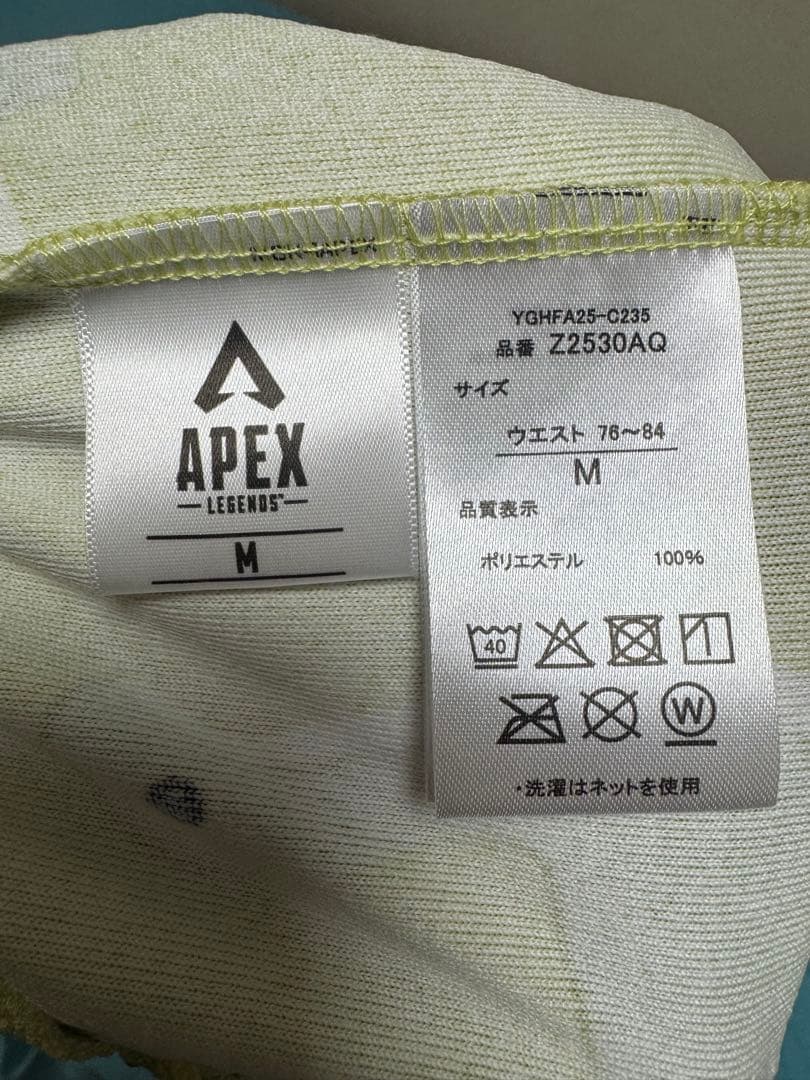 APEX
LEGENDS™
M
YGHFA25-C235
品番 Z2530AQ
サイズ
ウエスト 76～84
M
品質表示
ポリエステル 100%
40
W
・洗濯はネットを使用